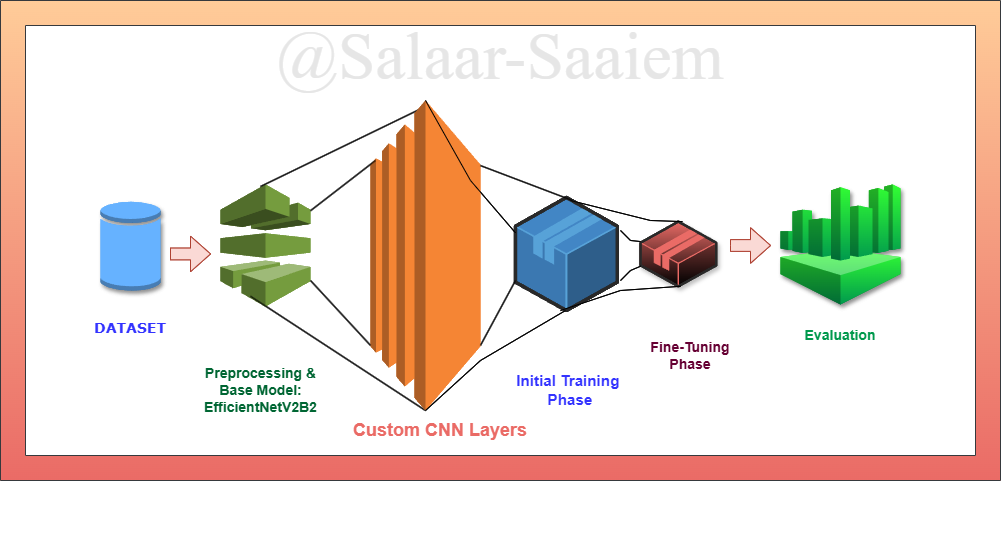 @Salaar-Saaiem
DATASET
Preprocessing &
Base Model:
EfficientNetV2B2
Custom CNN Layers
Initial Training
Phase
Fine-Tuning
Phase
Evaluation